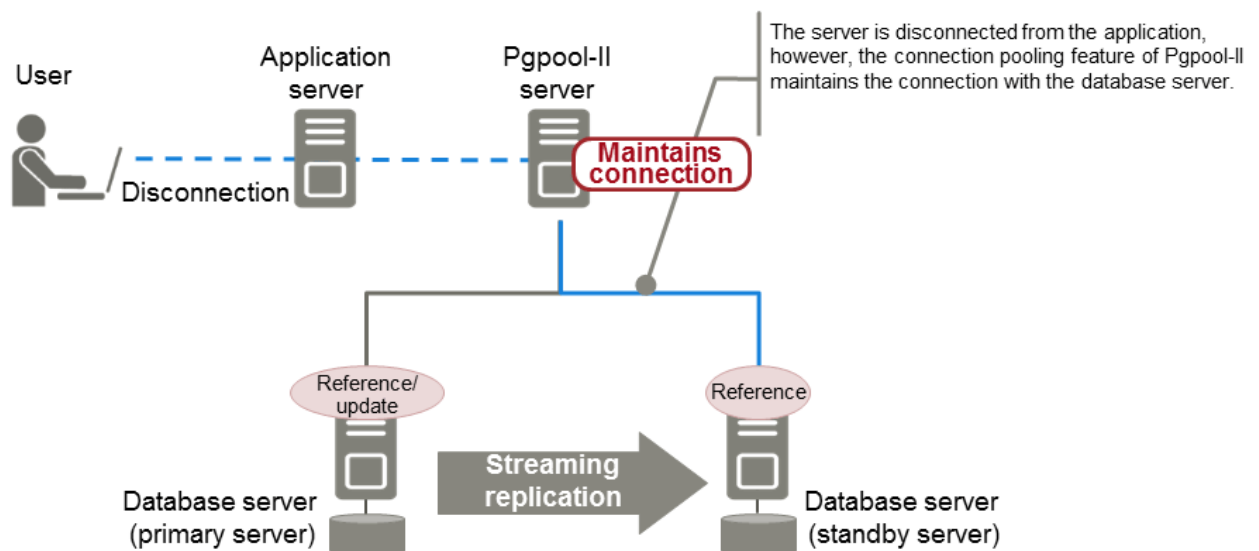 The server is disconnected from the application,
however, the connection pooling feature of Pgpool-II
maintains the connection with the database server.
User
Application
server
Pgpool-II
server
Maintains
connection
Disconnection
Reference/
update
Reference
Streaming
replication
Database server
(primary server)
Database server
(standby server)